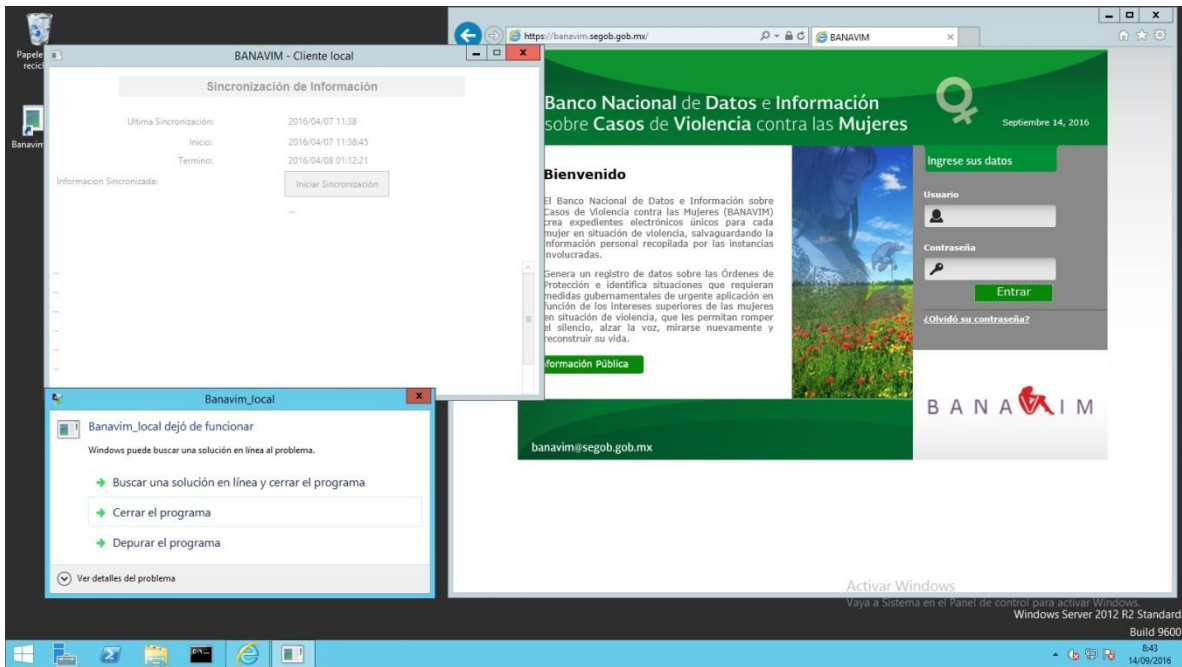 Papele
recicl
Banavim
BANAVIM - Cliente local
Sincronización de Información
Ultima Sincronización: 2016/04/07 11:38
Inicio: 2016/04/07 11:38:45
Termino: 2016/04/08 01:12:21
Informacion Sincronizada: Iniciar Sincronización
...
...
...
...
...
...
...
Banavim_local
Banavim_local dejó de funcionar
Windows puede buscar una solución en línea al problema.
Buscar una solución en línea y cerrar el programa
Cerrar el programa
Depurar el programa
Ver detalles del problema
https://banavim.segob.gob.mx/
BANAVIM
Banco Nacional de Datos e Información
sobre Casos de Violencia contra las Mujeres
Septiembre 14, 2016
Bienvenido
El Banco Nacional de Datos e Información sobre
Casos de Violencia contra las Mujeres (BANAVIM)
crea expedientes electrónicos únicos para cada
mujer en situación de violencia, salvaguardando la
información personal recopilada por las instancias
involucradas.
Genera un registro de datos sobre las Órdenes de
Protección e identifica situaciones que requieran
medidas gubernamentales de urgente aplicación en
función de los intereses superiores de las mujeres
en situación de violencia, que les permitan romper
el silencio, alzar la voz, mirarse nuevamente y
reconstruir su vida.
nformación Pública
Ingrese sus datos
Usuario
Contraseña
Entrar
¿Olvidó su contraseña?
BANAVIM
banavim@segob.gob.mx
Activar Windows
Vaya a Sistema en el Panel de control para activar Windows.
Windows Server 2012 R2 Standard
Build 9600
8:43
14/09/2016